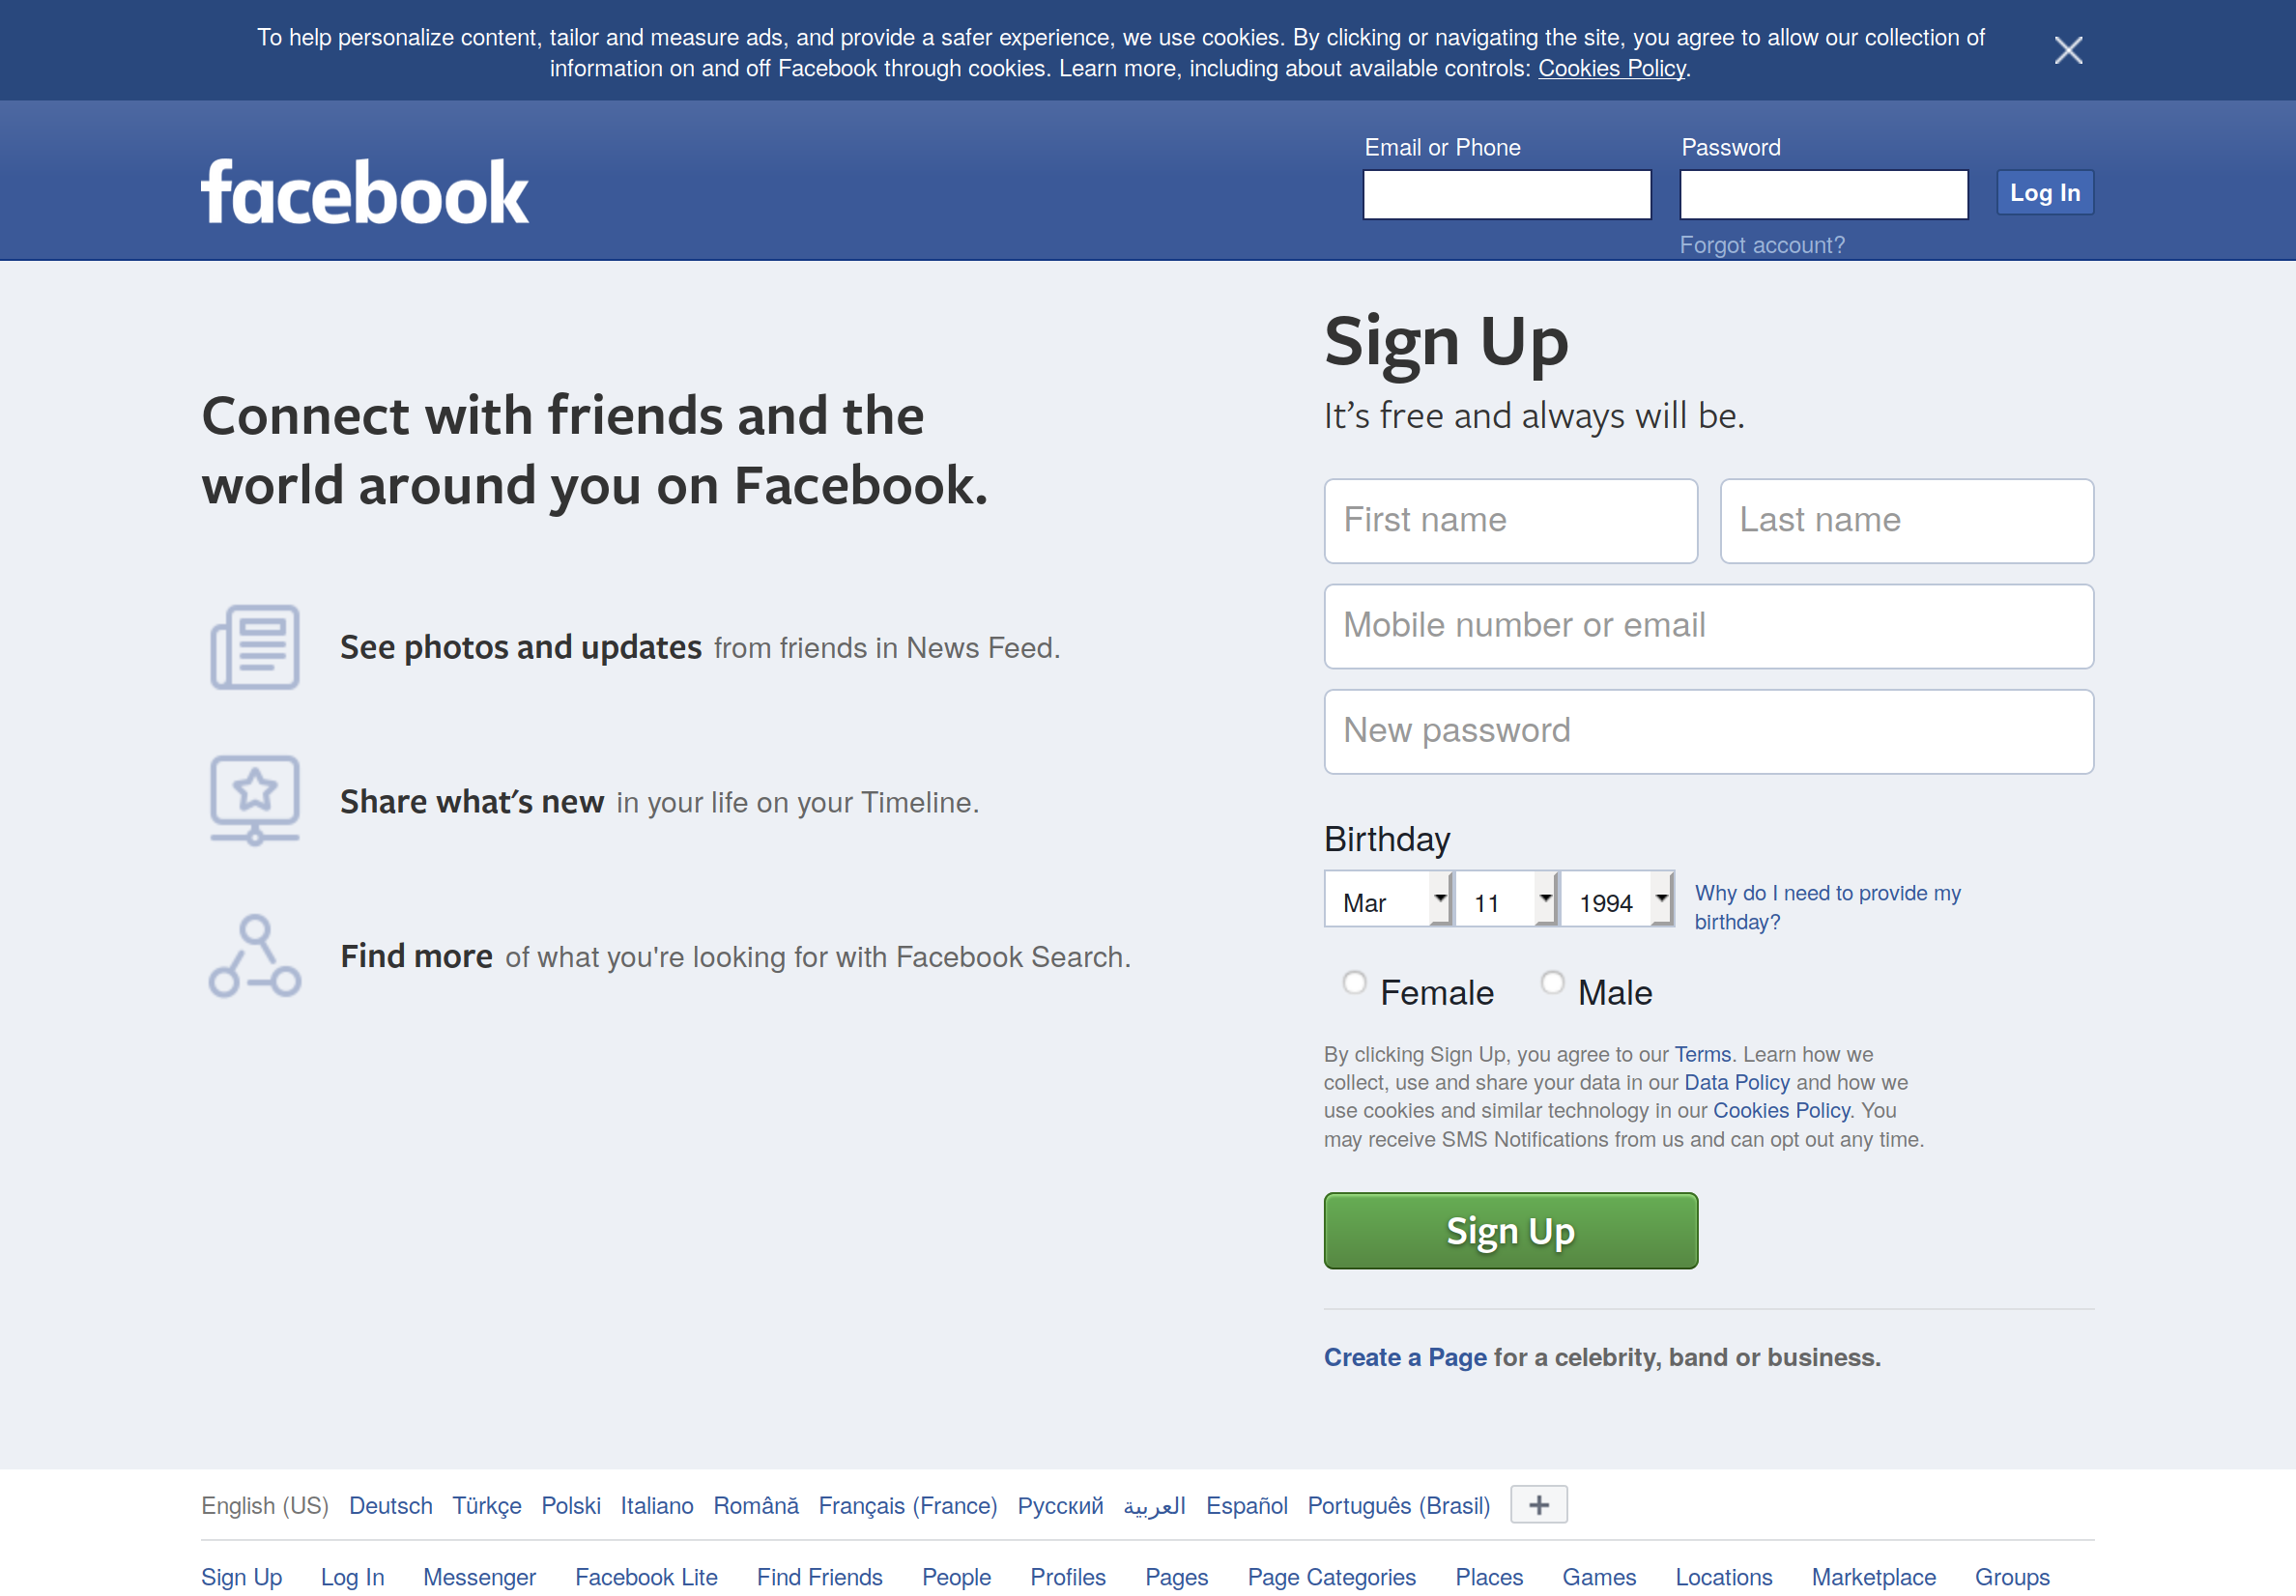 To help personalize content, tailor and measure ads, and provide a safer experience, we use cookies. By clicking or navigating the site, you agree to allow our collection of
information on and off Facebook through cookies. Learn more, including about available controls: Cookies Policy.
facebook
Email or Phone
Password
Log In
Forgot account?
Connect with friends and the
world around you on Facebook.
See photos and updates from friends in News Feed.
Share what's new in your life on your Timeline.
Find more of what you're looking for with Facebook Search.
Sign Up
It’s free and always will be.
First name
Last name
Mobile number or email
New password
Birthday
Mar 11 1994
Why do I need to provide my
birthday?
Female Male
By clicking Sign Up, you agree to our Terms. Learn how we
collect, use and share your data in our Data Policy and how we
use cookies and similar technology in our Cookies Policy. You
may receive SMS Notifications from us and can opt out any time.
Sign Up
Create a Page for a celebrity, band or business.
English (US) Deutsch Türkçe Polski Italiano Română Français (France) Русский العربية Español Português (Brasil)
Sign Up Log In Messenger Facebook Lite Find Friends People Profiles Pages Page Categories Places Games Locations Marketplace Groups